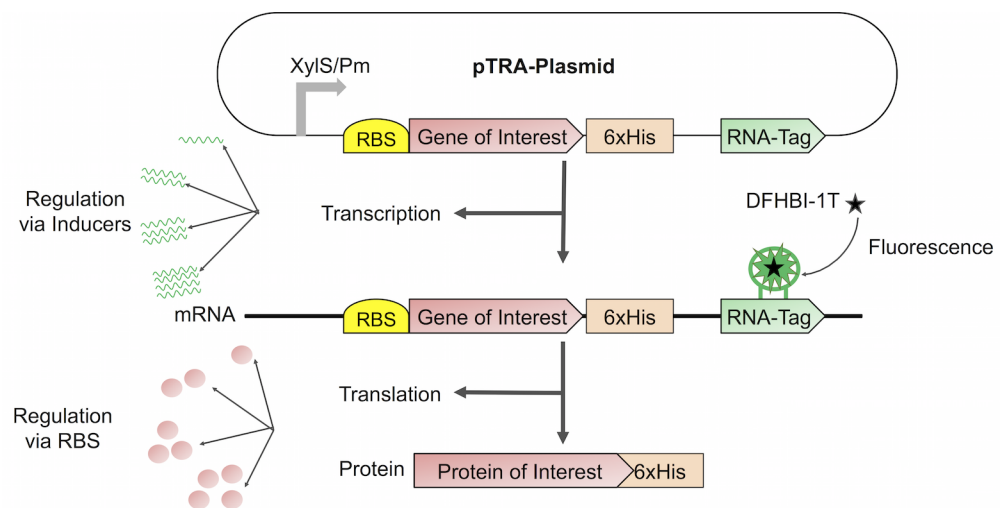 XylS/Pm
pTRA-Plasmid
RBS
Gene of Interest
6xHis
RNA-Tag
Regulation
via Inducers
Transcription
DFHBI-1T
Fluorescence
mRNA
RBS
Gene of Interest
6xHis
RNA-Tag
Regulation
via RBS
Translation
Protein
Protein of Interest
6xHis